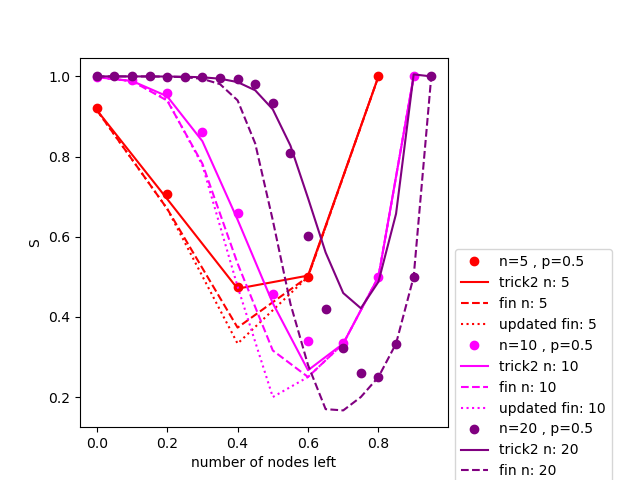 1.0
0.8
0.6
0.4
0.2
S
0.0 0.2 0.4 0.6 0.8
number of nodes left
n=5 , p=0.5
trick2 n: 5
fin n: 5
updated fin: 5
n=10 , p=0.5
trick2 n: 10
fin n: 10
updated fin: 10
n=20 , p=0.5
trick2 n: 20
fin n: 20